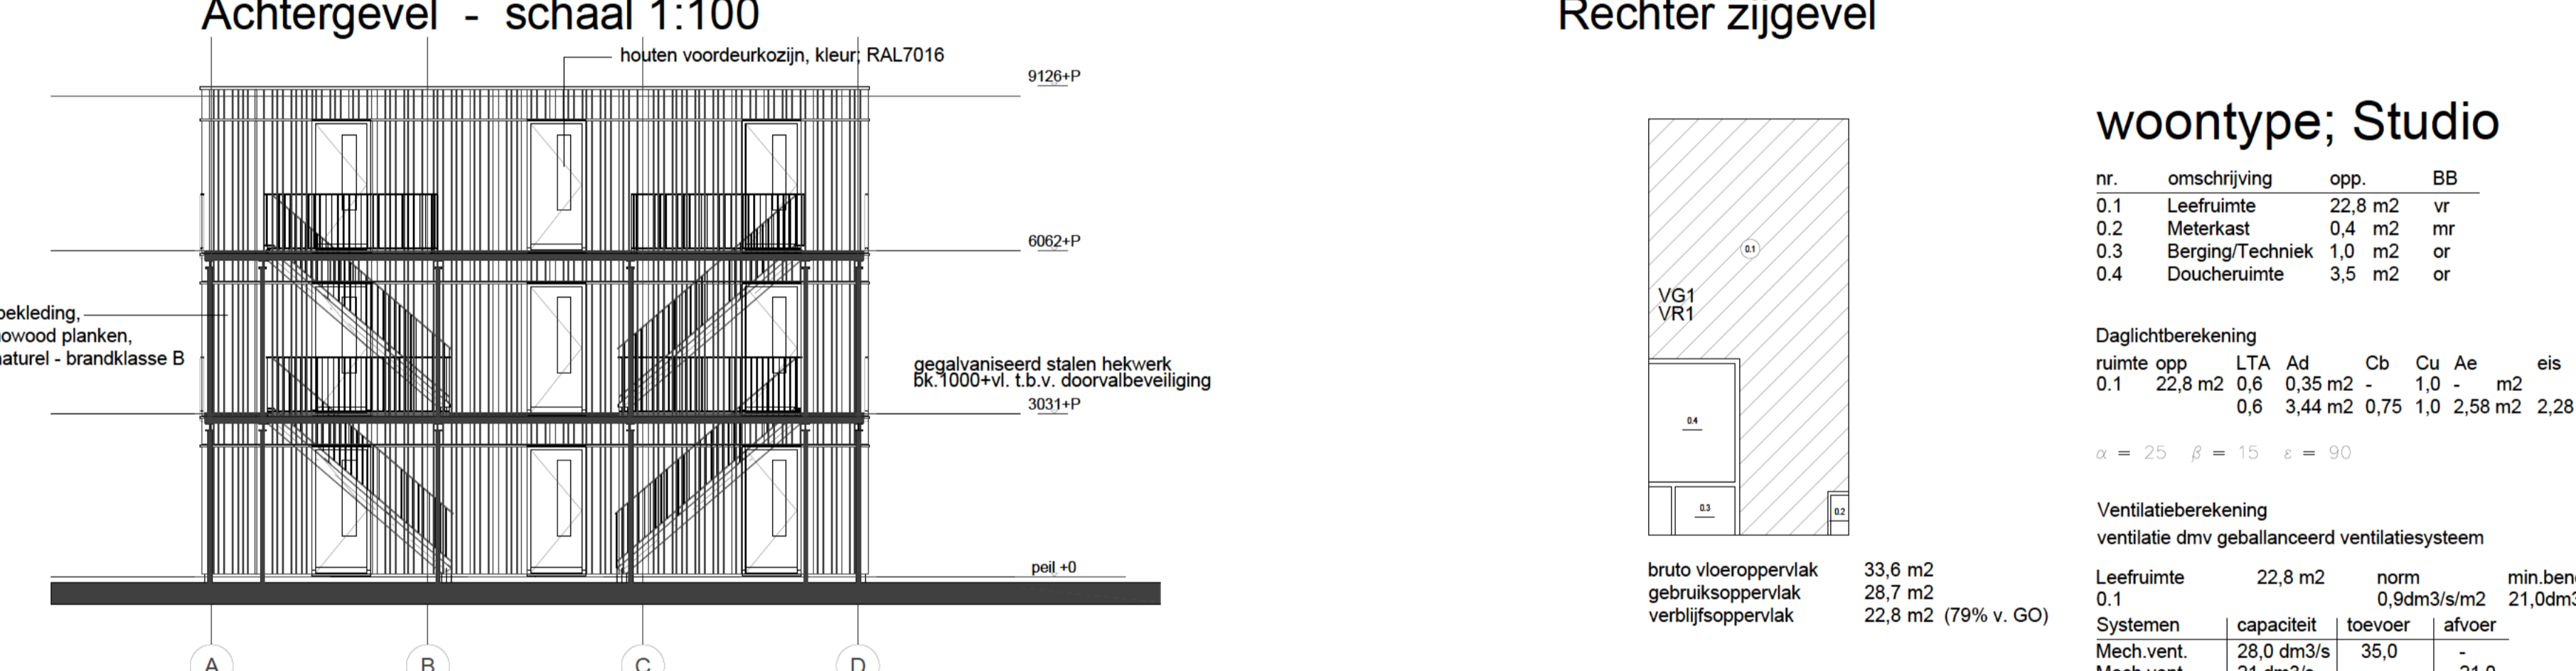 Achtergevel - schaal 1:100
houten voordeurkozijn, kleur; RAL7016
9126+P
6062+P
bekleding,
owood planken,
naturel - brandklasse B
gegalvaniseerd stalen hekwerk
bk.1000+vl. t.b.v. doorvalbeveiliging
3031+P
peil +0
A B C D
Rechter zijgevel
0.1
VG1
VR1
0.4
0.3
0.2
bruto vloeroppervlak 33,6 m2
gebruiksoppervlak 28,7 m2
verblijfsoppervlak 22,8 m2 (79% v. GO)
woontype; Studio
nr. omschrijving opp. BB
0.1 Leefruimte 22,8 m2 vr
0.2 Meterkast 0,4 m2 mr
0.3 Berging/Techniek 1,0 m2 or
0.4 Doucheruimte 3,5 m2 or
Daglichtberekening
ruimte opp LTA Ad Cb Cu Ae eis
0.1 22,8 m2 0,6 0,35 m2 - 1,0 - m2
0,6 3,44 m2 0,75 1,0 2,58 m2 2,28
α = 25 β = 15 ε = 90
Ventilatieberekening
ventilatie dmv geballanceerd ventilatiesysteem
Leefruimte 22,8 m2 norm min.ben
0.1 0,9dm3/s/m2 21,0dm3
Systemen capaciteit toevoer afvoer
Mech.vent. 28,0 dm3/s 35,0 -